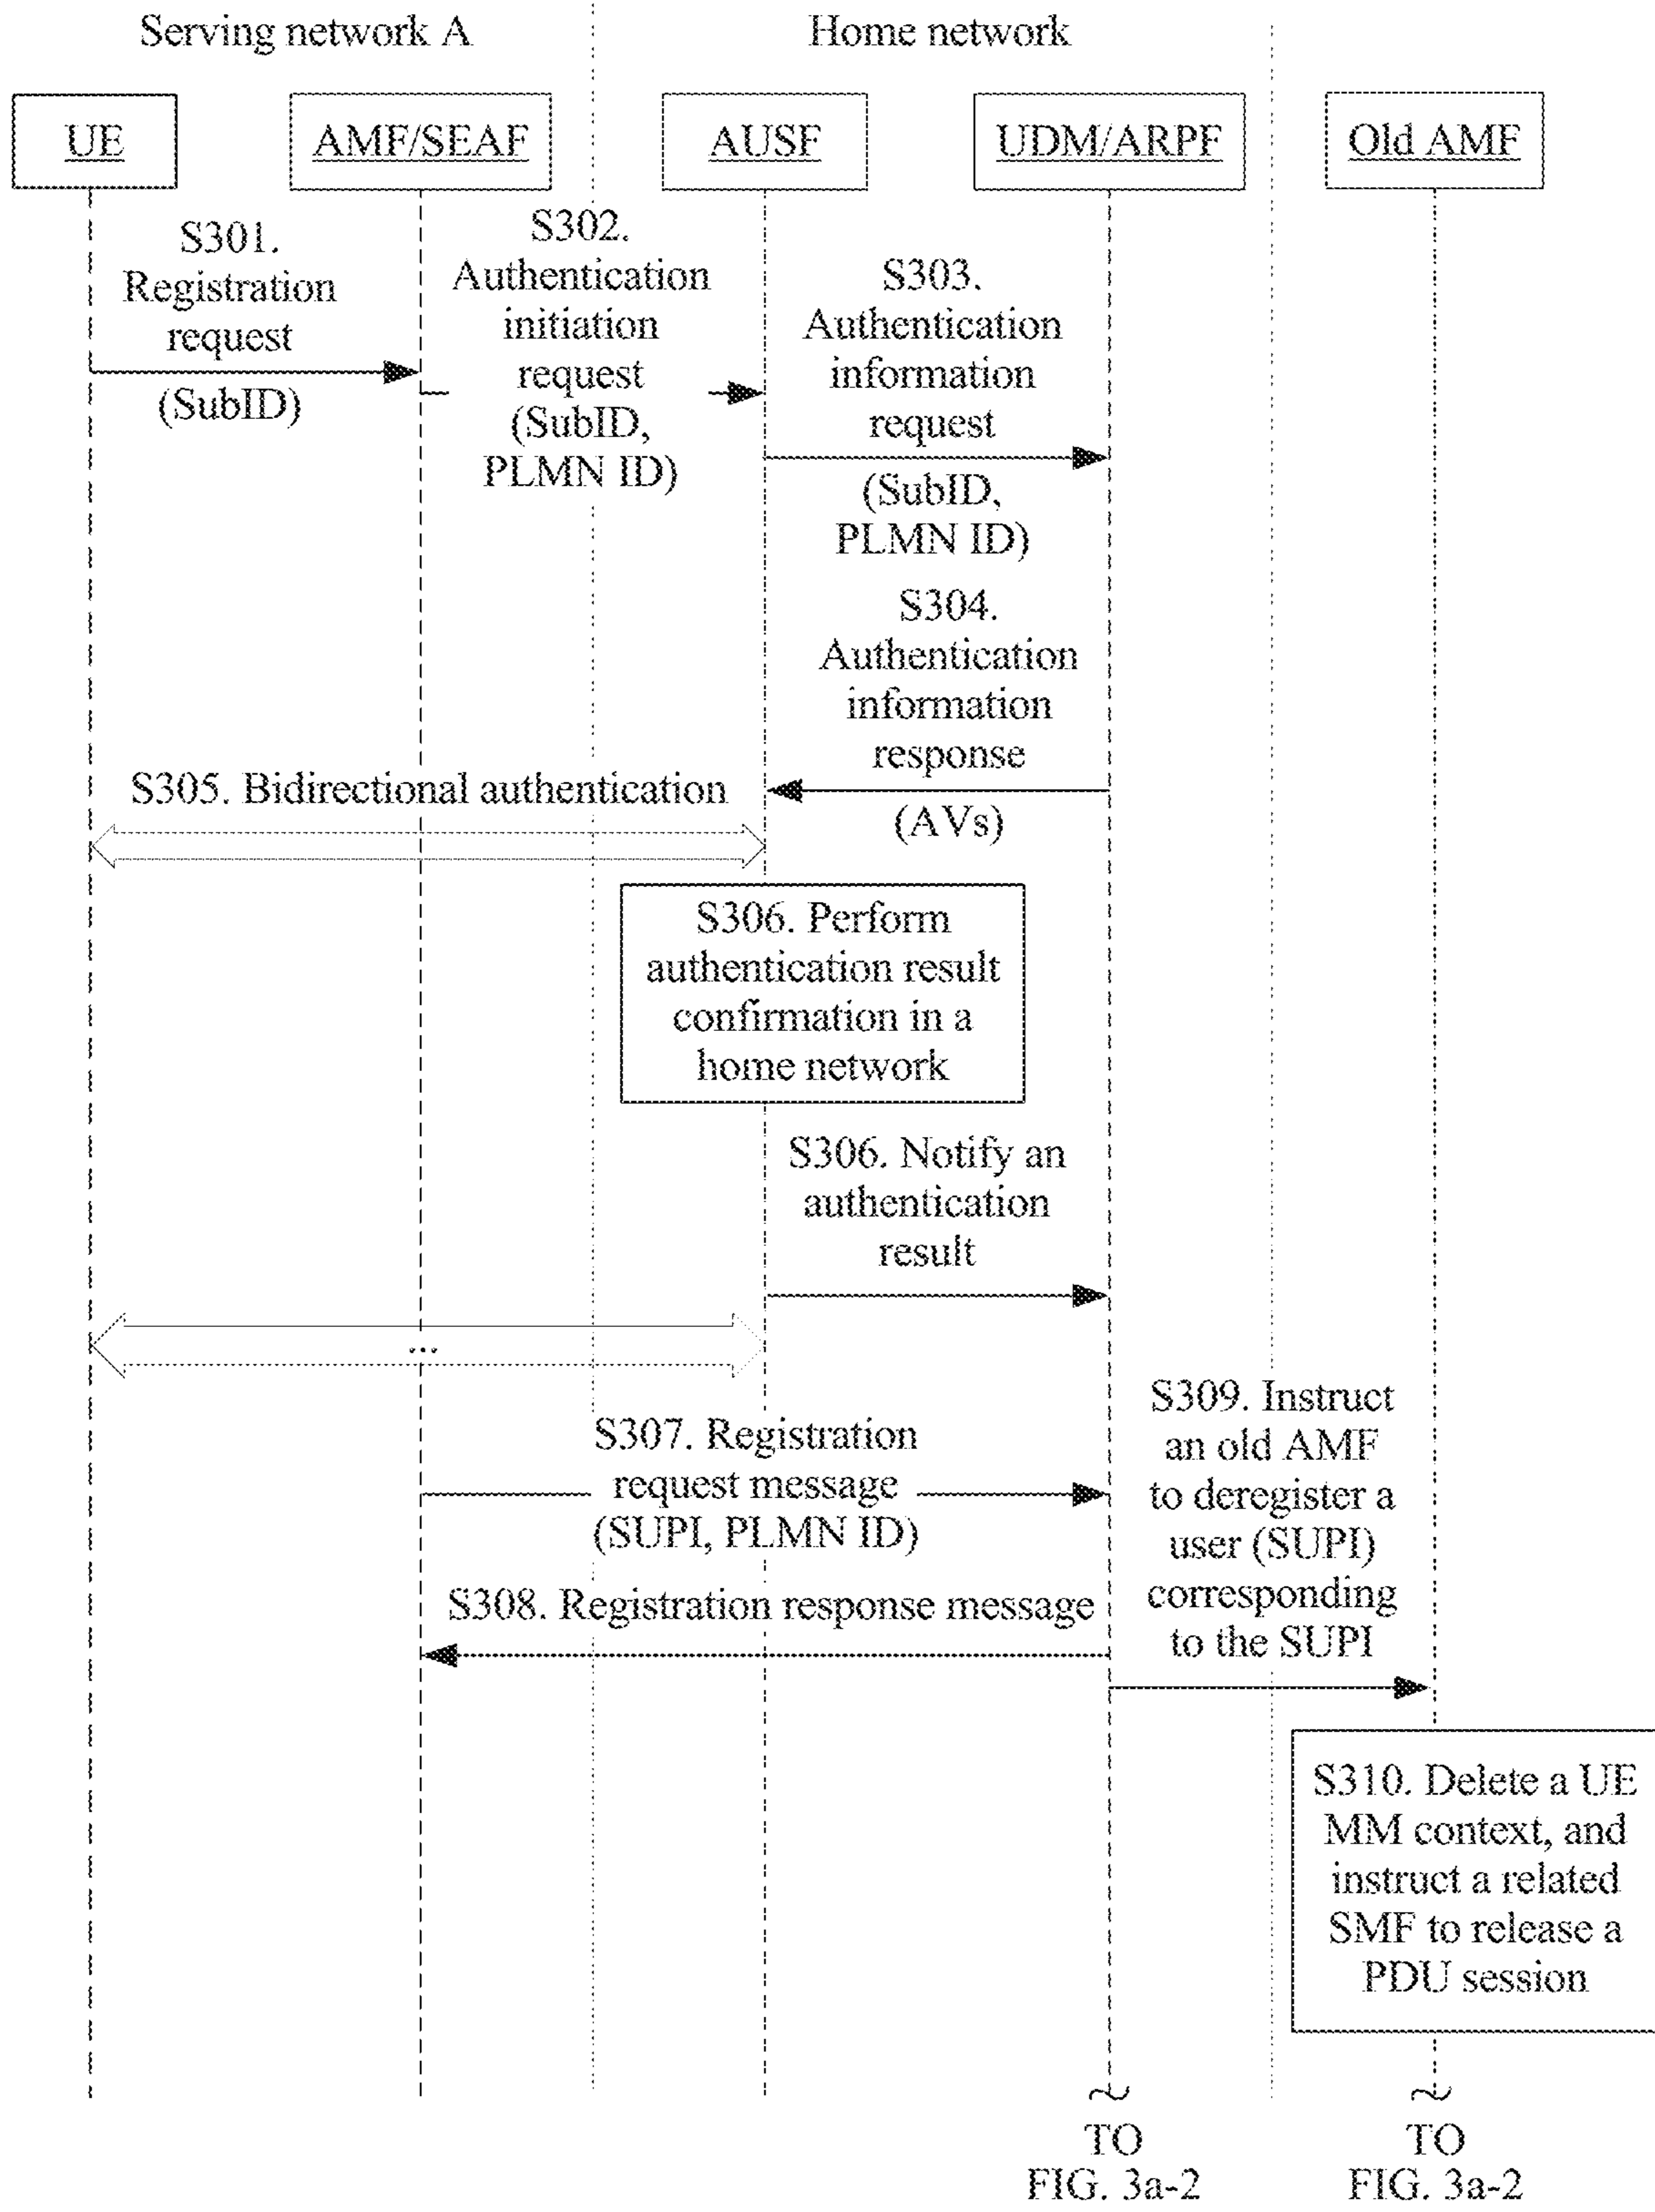 Serving network A
Home network
UE
AMF/SEAF
AUSF
UDM/ARPF
Old AMF
S301.
Registration
request
(SubID)
S302.
Authentication
initiation
request
(SubID,
PLMN ID)
S303.
Authentication
information
request
(SubID,
PLMN ID)
S304.
Authentication
information
response
(AVs)
S305. Bidirectional authentication
S306. Perform
authentication result
confirmation in a
home network
S306. Notify an
authentication
result
...
S307. Registration
request message
(SUPI, PLMN ID)
S308. Registration response message
S309. Instruct
an old AMF
to deregister a
user (SUPI)
corresponding
to the SUPI
S310. Delete a UE
MM context, and
instruct a related
SMF to release a
PDU session
TO
FIG. 3a-2
TO
FIG. 3a-2